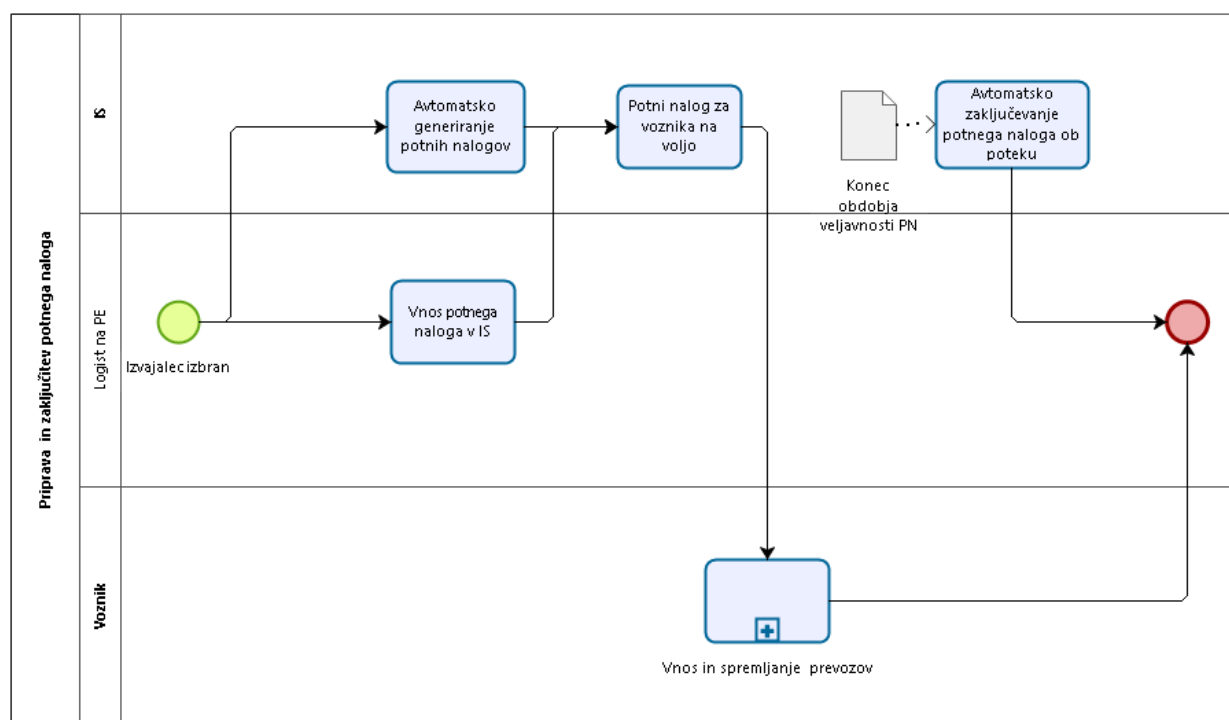 Priprava in zaključitev potnega naloga
IS
Avtomatsko
generiranje
potnih nalogov
Potni nalog za
voznika na
voljo
Konec
obdobja
veljavnosti PN
Avtomatsko
zaključevanje
potnega naloga ob
poteku
Logist na PE
Izvajalec izbran
Vnos potnega
naloga v IS
Voznik
Vnos in spremljanje prevozov